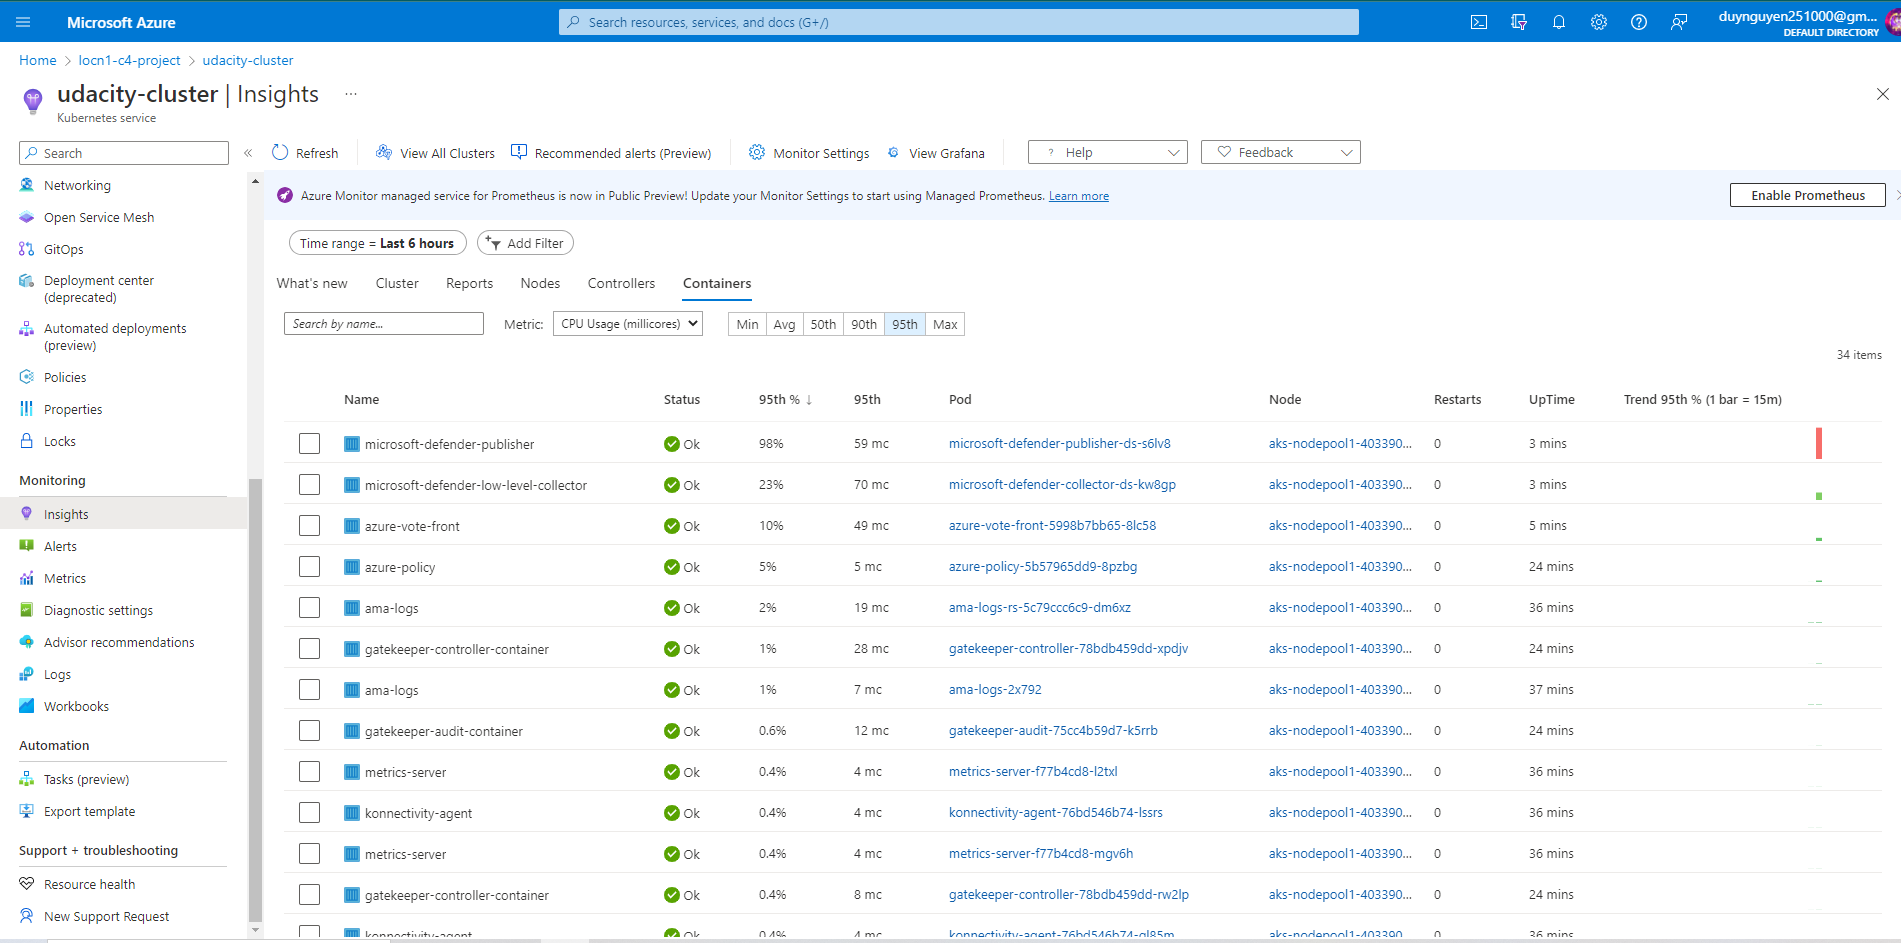 Microsoft Azure
Search resources, services, and docs (G+/)
duynguyen251000@gm...
DEFAULT DIRECTORY
Home > locn1-c4-project > udacity-cluster
udacity-cluster | Insights ...
Kubernetes service
Search
«
Refresh
View All Clusters
Recommended alerts (Preview)
Monitor Settings
View Grafana
? Help
Feedback
Networking
Open Service Mesh
GitOps
Deployment center
(deprecated)
Automated deployments
(preview)
Policies
Properties
Locks
Monitoring
Insights
Alerts
Metrics
Diagnostic settings
Advisor recommendations
Logs
Workbooks
Automation
Tasks (preview)
Export template
Support + troubleshooting
Resource health
New Support Request
Azure Monitor managed service for Prometheus is now in Public Preview! Update your Monitor Settings to start using Managed Prometheus. Learn more
Enable Prometheus
Time range = Last 6 hours
Add Filter
What's new Cluster Reports Nodes Controllers Containers
Search by name...
Metric: CPU Usage (millicores)
Min Avg 50th 90th 95th Max
34 items
Name Status 95th % ↓ 95th Pod Node Restarts UpTime Trend 95th % (1 bar = 15m)
microsoft-defender-publisher Ok 98% 59 mc microsoft-defender-publisher-ds-s6lv8 aks-nodepool1-403390... 0 3 mins
microsoft-defender-low-level-collector Ok 23% 70 mc microsoft-defender-collector-ds-kw8gp aks-nodepool1-403390... 0 3 mins
azure-vote-front Ok 10% 49 mc azure-vote-front-5998b7bb65-8lc58 aks-nodepool1-403390... 0 5 mins
azure-policy Ok 5% 5 mc azure-policy-5b57965dd9-8pzbg aks-nodepool1-403390... 0 24 mins
ama-logs Ok 2% 19 mc ama-logs-rs-5c79ccc6c9-dm6xz aks-nodepool1-403390... 0 36 mins
gatekeeper-controller-container Ok 1% 28 mc gatekeeper-controller-78bdb459dd-xpdjv aks-nodepool1-403390... 0 24 mins
ama-logs Ok 1% 7 mc ama-logs-2x792 aks-nodepool1-403390... 0 37 mins
gatekeeper-audit-container Ok 0.6% 12 mc gatekeeper-audit-75cc4b59d7-k5rrb aks-nodepool1-403390... 0 24 mins
metrics-server Ok 0.4% 4 mc metrics-server-f77b4cd8-l2txl aks-nodepool1-403390... 0 36 mins
konnectivity-agent Ok 0.4% 4 mc konnectivity-agent-76bd546b74-lssrs aks-nodepool1-403390... 0 36 mins
metrics-server Ok 0.4% 4 mc metrics-server-f77b4cd8-mgv6h aks-nodepool1-403390... 0 36 mins
gatekeeper-controller-container Ok 0.4% 8 mc gatekeeper-controller-78bdb459dd-rw2lp aks-nodepool1-403390... 0 24 mins
konnectivity-agent Ok 0.4% 4 mc konnectivity-agent-76bd546b74-gl85m aks-nodepool1-403390... 0 36 mins